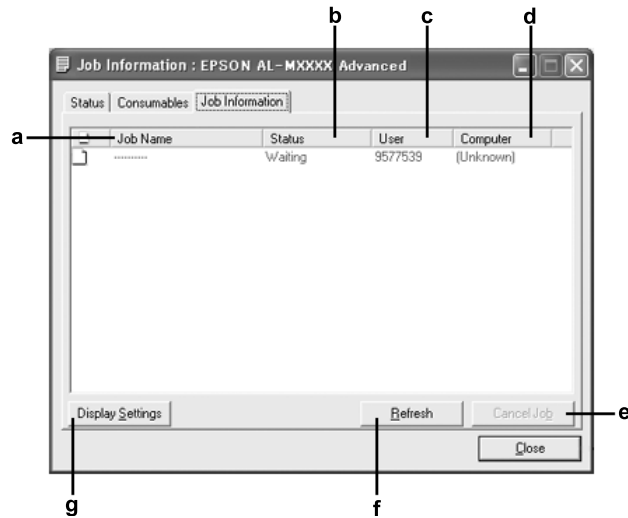 b c d
Job Information : EPSON AL-MXXXX Advanced
Status Consumables Job Information
a
Job Name Status User Computer
---------- Waiting 9577539 (Unknown)
Display Settings Refresh Cancel Job
e
Close
g f